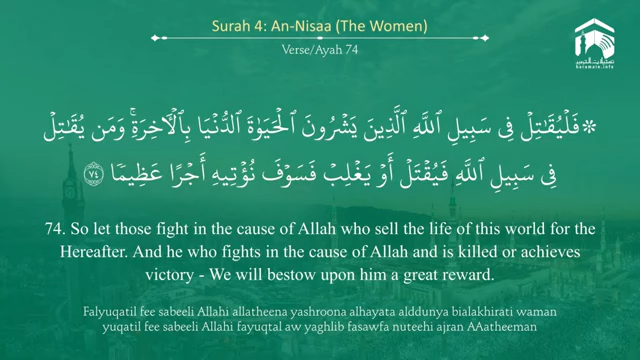 Surah 4: An-Nisaa (The Women)
Verse/Ayah 74
haramain.info
۞ فَلْيُقَـٰتِلْ فِى سَبِيلِ ٱللَّهِ ٱلَّذِينَ يَشْرُونَ ٱلْحَيَوٰةَ ٱلدُّنْيَا بِٱلْـَٔاخِرَةِ ۚ وَمَن يُقَـٰتِلْ
فِى سَبِيلِ ٱللَّهِ فَيُقْتَلْ أَوْ يَغْلِبْ فَسَوْفَ نُؤْتِيهِ أَجْرًا عَظِيمًا ٧٤
74. So let those fight in the cause of Allah who sell the life of this world for the
Hereafter. And he who fights in the cause of Allah and is killed or achieves
victory - We will bestow upon him a great reward.
Falyuqatil fee sabeeli Allahi allatheena yashroona alhayata alddunya bialakhirati waman
yuqatil fee sabeeli Allahi fayuqtal aw yaghlib fasawfa nuteehi ajran AAatheeman